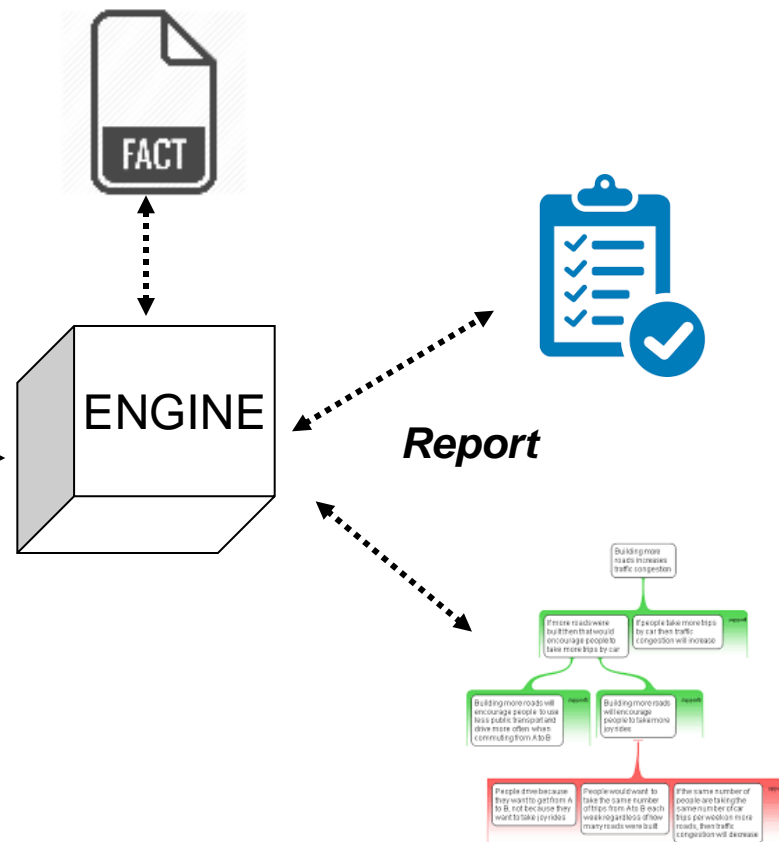 FACT
ENGINE
Report
Building more
roads increases
traffic congestion
If more roads were
built then that would
encourage people to
take more trips by car
If people take more trips
by car then traffic
congestion will increase
support
Building more roads will
encourage people to use
less public transport and
drive more often when
commuting from A to B
support
Building more roads
will encourage
people to take more
joy rides
support
People drive because
they want to get from A
to B, not because they
want to take joy rides
People would want to
take the same number
of trips from A to B each
week regardless of how
many roads were built
If the same number of
people are taking the
same number of car
trips per week on more
roads, then traffic
congestion will decrease